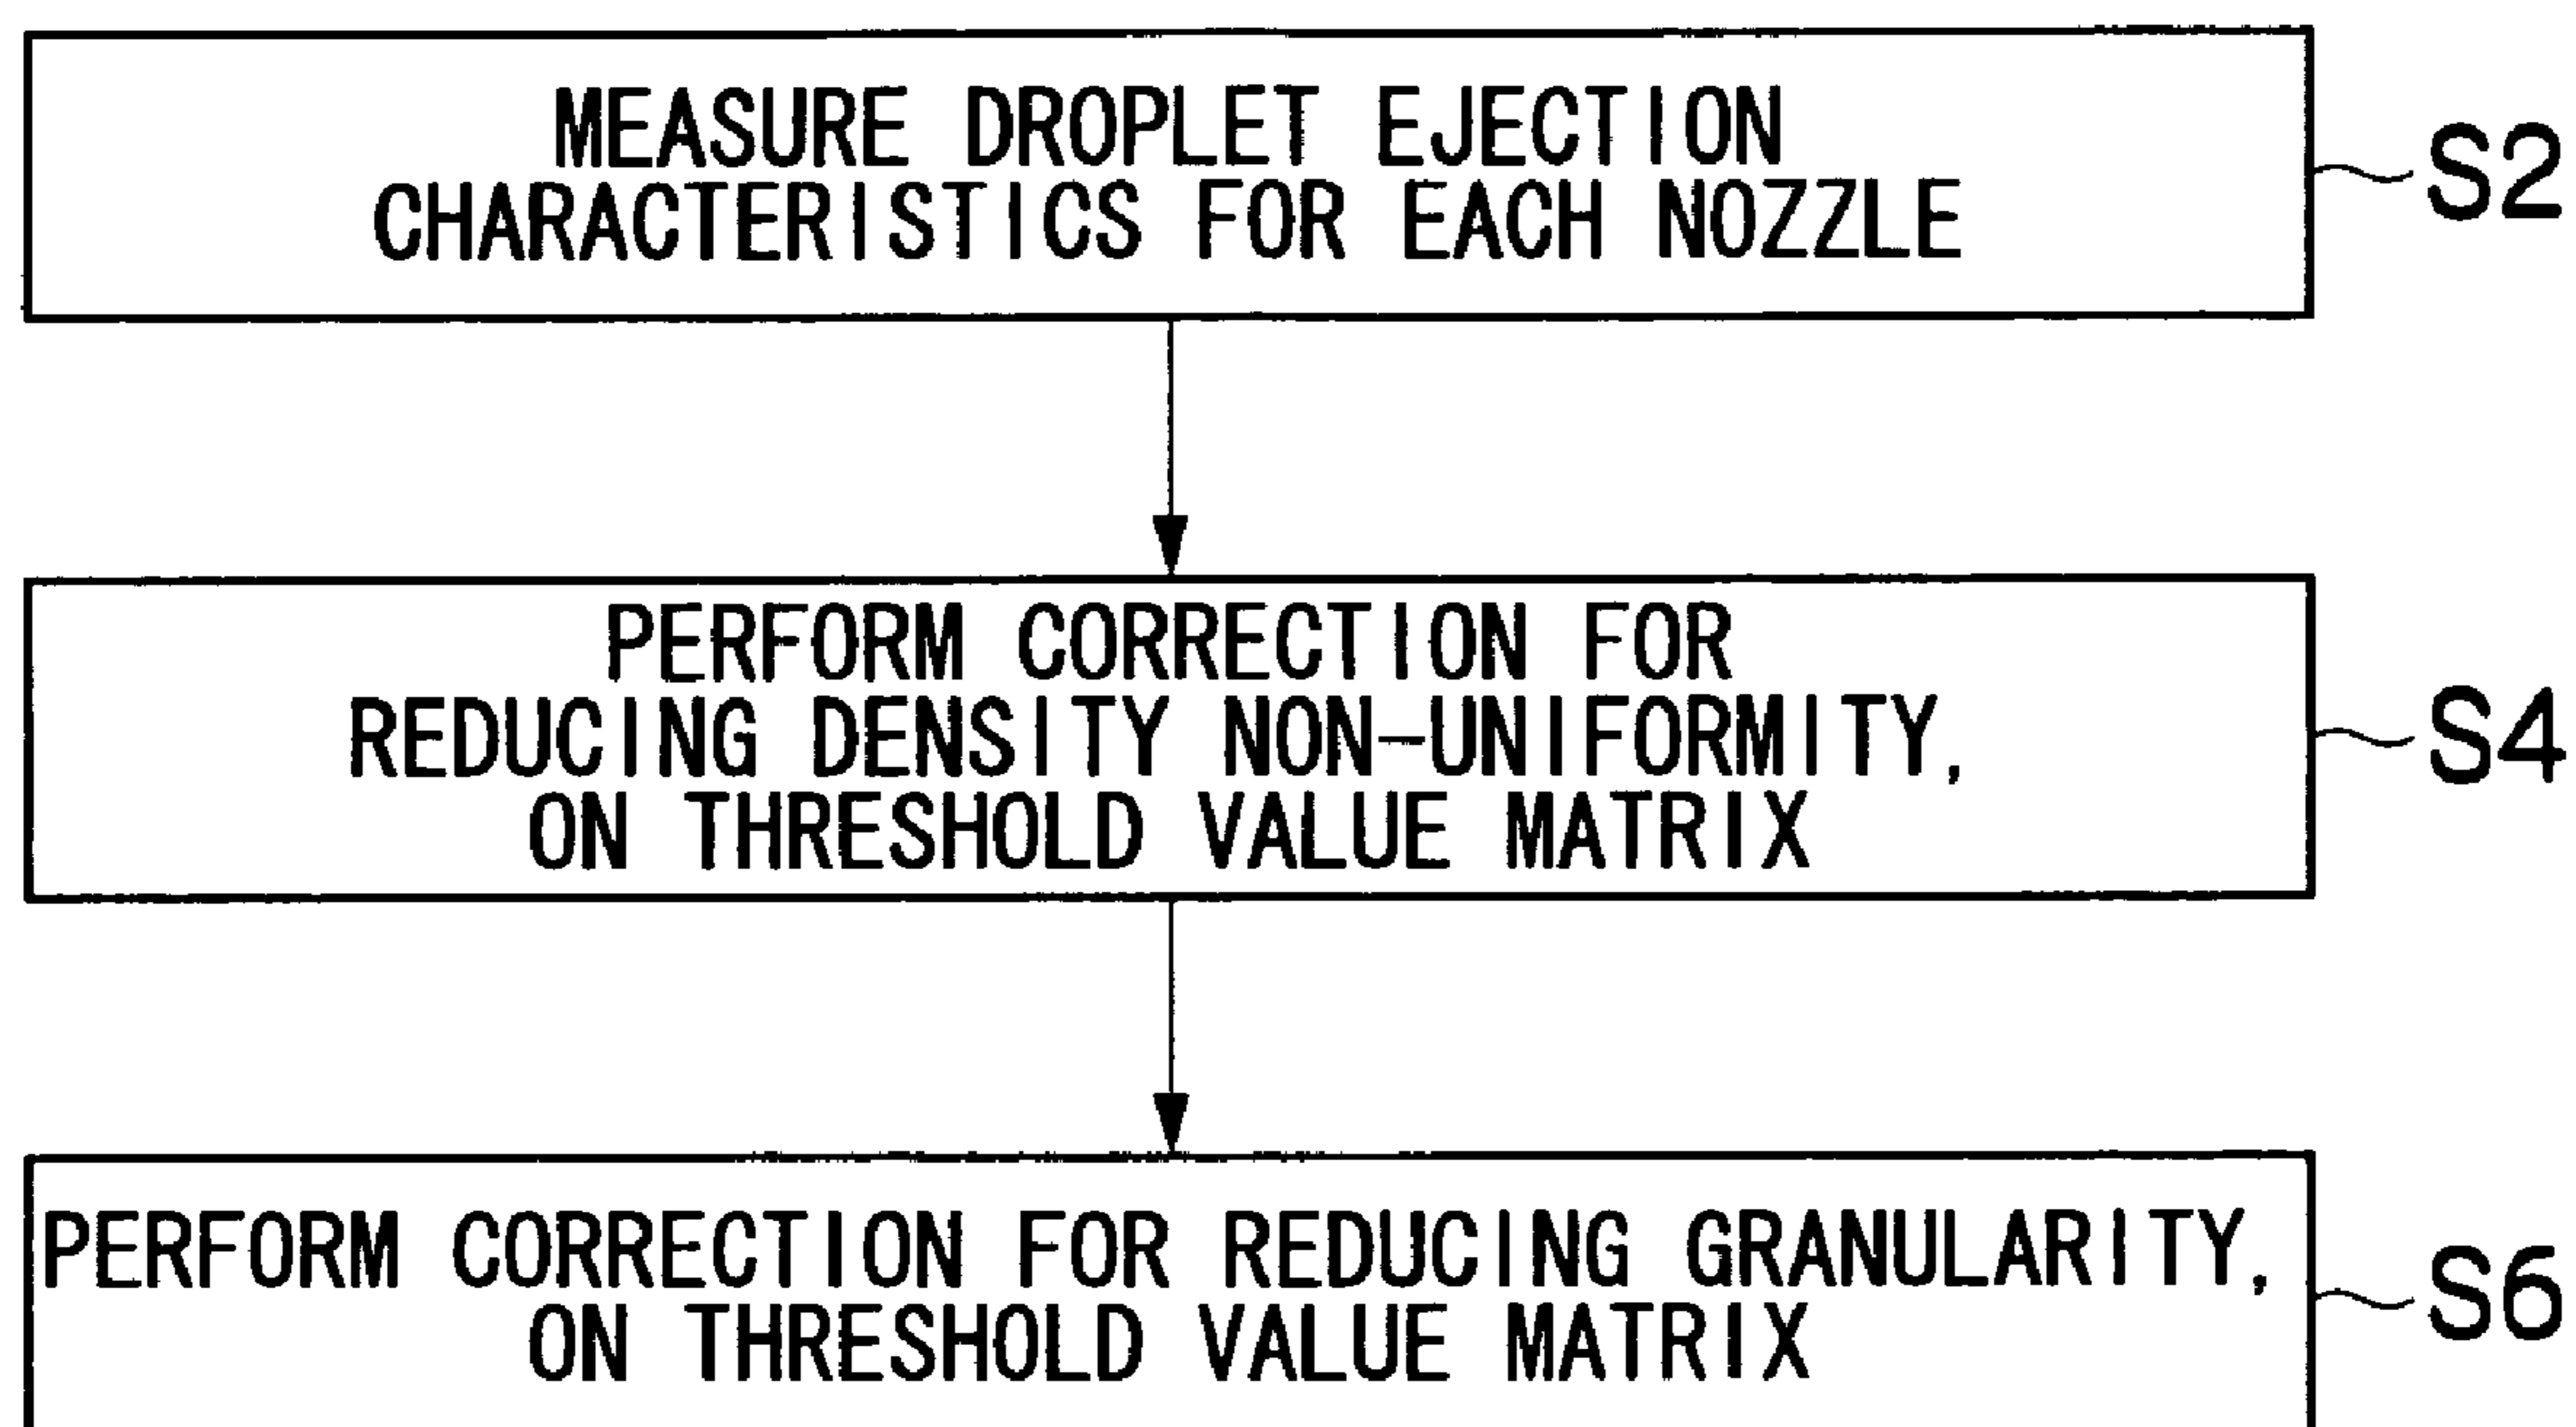 MEASURE DROPLET EJECTION
CHARACTERISTICS FOR EACH NOZZLE
S2
PERFORM CORRECTION FOR
REDUCING DENSITY NON-UNIFORMITY,
ON THRESHOLD VALUE MATRIX
S4
PERFORM CORRECTION FOR REDUCING GRANULARITY,
ON THRESHOLD VALUE MATRIX
S6